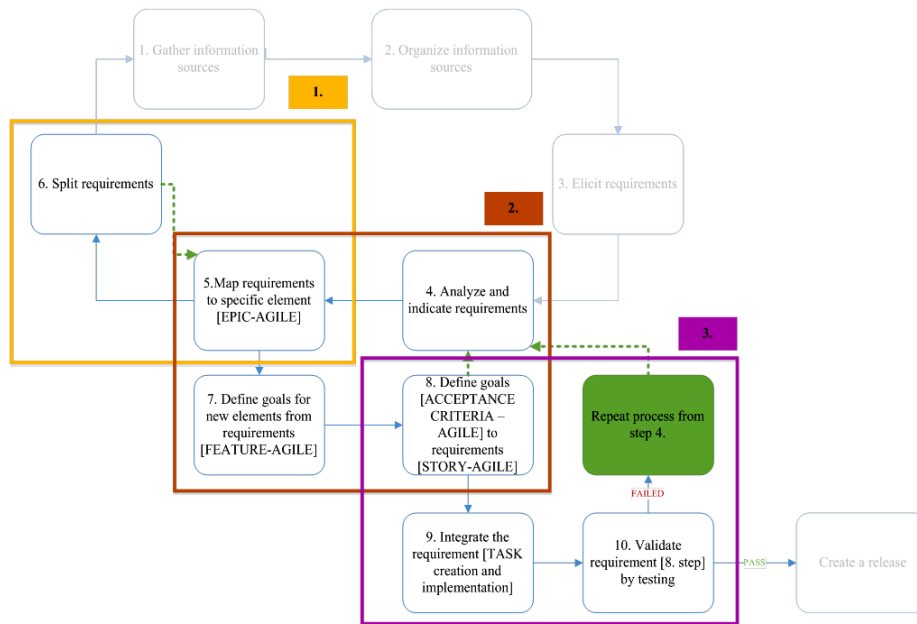 1. Gather information
sources
2. Organize information
sources
1.
6. Split requirements
3. Elicit requirements
2.
5.Map requirements
to specific element
[EPIC-AGILE]
4. Analyze and
indicate requirements
3.
7. Define goals for
new elements from
requirements
[FEATURE-AGILE]
8. Define goals
[ACCEPTANCE
CRITERIA –
AGILE] to
requirements
[STORY-AGILE]
Repeat process from
step 4.
FAILED
9. Integrate the
requirement [TASK
creation and
implementation]
10. Validate
requirement [8. step]
by testing
PASS
Create a release